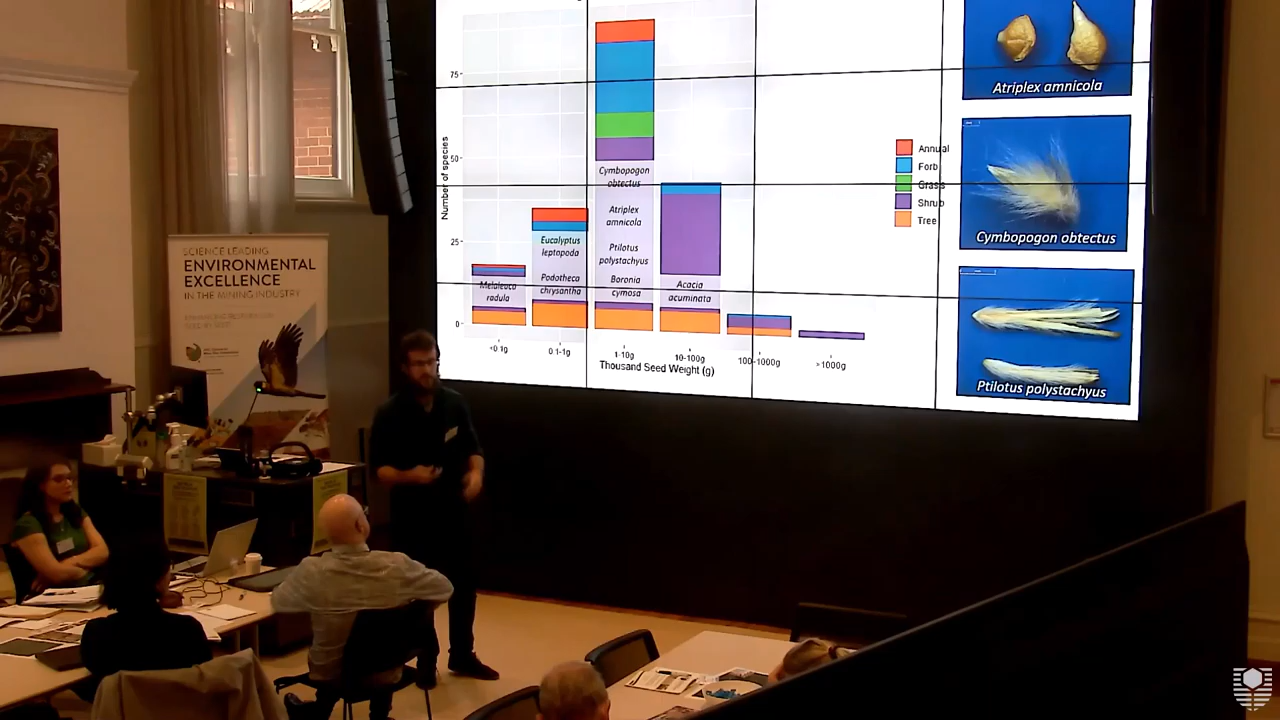 SCIENCE LEADING
ENVIRONMENTAL
EXCELLENCE
IN THE MINING INDUSTRY
Number of species
75
50
25
0
Cymbopogon
obtectus
Atriplex
amnicola
Ptilotus
polystachyus
Boronia
cymosa
Eucalyptus
leptopoda
Podotheca
chrysantha
Melaleuca
radula
Acacia
acuminata
<0.1g
0.1-1g
1-10g
10-100g
100-1000g
>1000g
Thousand Seed Weight (g)
Annual
Forb
Grass
Shrub
Tree
Atriplex amnicola
Cymbopogon obtectus
Ptilotus polystachyus